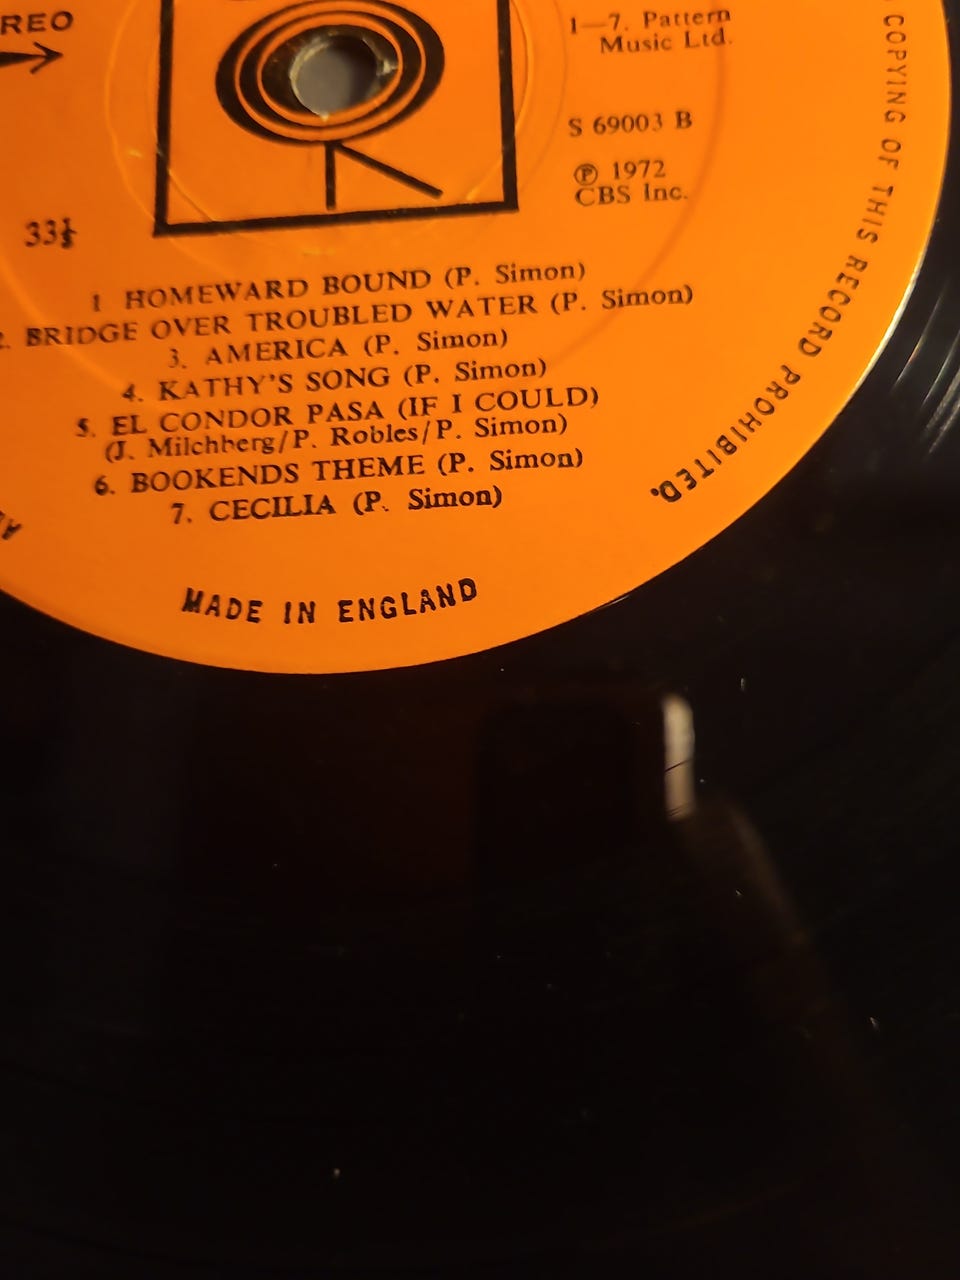 REO
1—7. Pattern
Music Ltd.
S 69003 B
℗ 1972
CBS Inc.
33⅓
1 HOMEWARD BOUND (P. Simon)
2. BRIDGE OVER TROUBLED WATER (P. Simon)
3. AMERICA (P. Simon)
4. KATHY'S SONG (P. Simon)
5. EL CONDOR PASA (IF I COULD)
(J. Milchberg/P. Robles/P. Simon)
6. BOOKENDS THEME (P. Simon)
7. CECILIA (P. Simon)
COPYING OF THIS RECORD PROHIBITED.
MADE IN ENGLAND